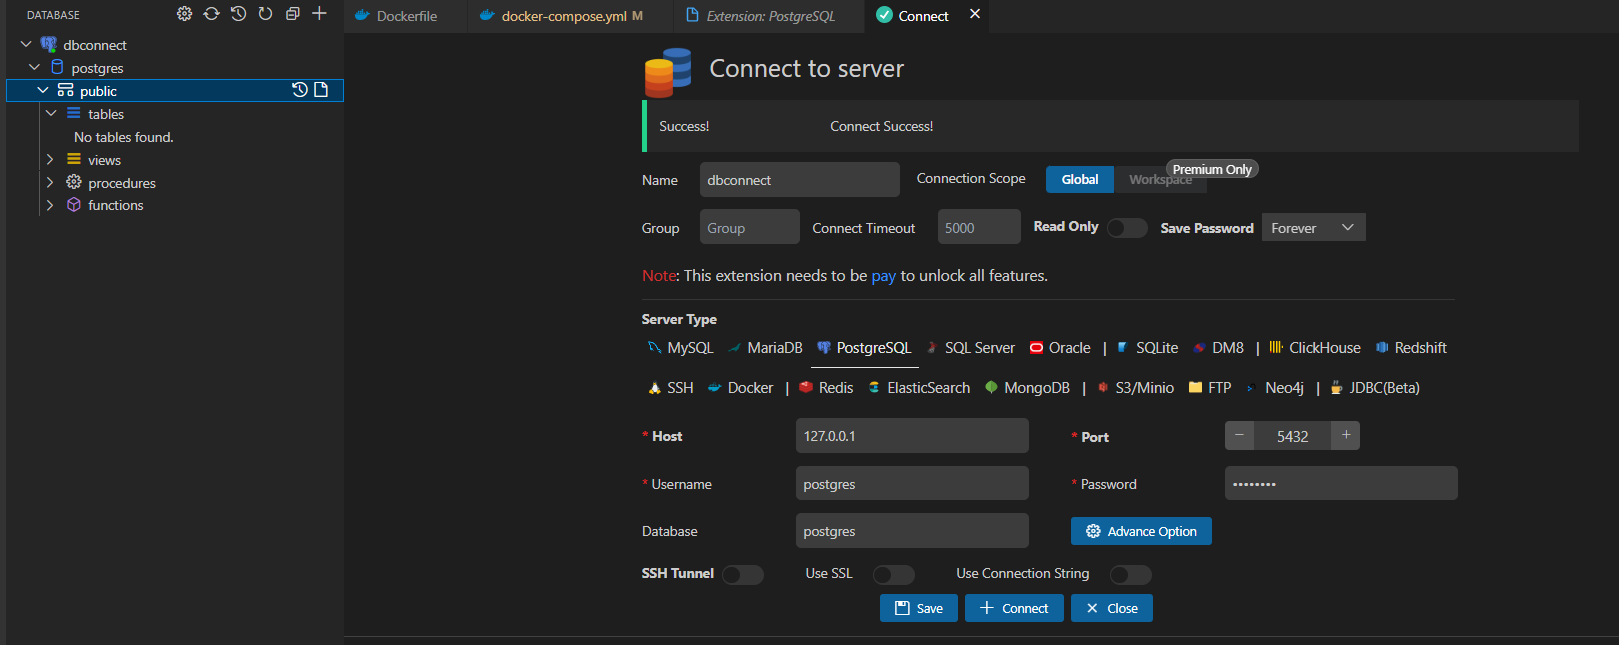 DATABASE
dbconnect
postgres
public
tables
No tables found.
views
procedures
functions
Dockerfile
docker-compose.yml M
Extension: PostgreSQL
Connect
Connect to server
Success! Connect Success!
Name dbconnect Connection Scope Global Workspace Premium Only
Group Group Connect Timeout 5000 Read Only Save Password Forever
Note: This extension needs to be pay to unlock all features.
Server Type
MySQL MariaDB PostgreSQL SQL Server Oracle | SQLite DM8 | ClickHouse Redshift
SSH Docker | Redis ElasticSearch MongoDB | S3/Minio FTP Neo4j | JDBC(Beta)
* Host 127.0.0.1 * Port − 5432 +
* Username postgres * Password ••••••••
Database postgres Advance Option
SSH Tunnel Use SSL Use Connection String
Save Connect Close